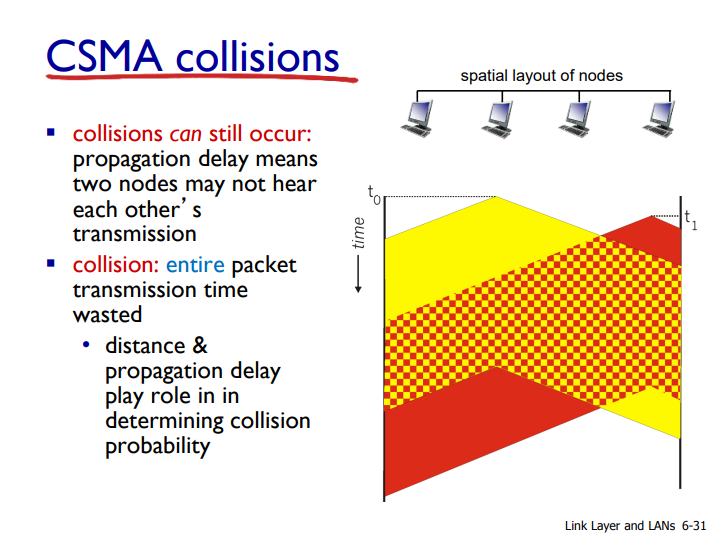 CSMA collisions
▪ collisions can still occur:
propagation delay means
two nodes may not hear
each other’ s
transmission
▪ collision: entire packet
transmission time
wasted
• distance &
propagation delay
play role in in
determining collision
probability
spatial layout of nodes
t0
t1
time
Link Layer and LANs 6-31